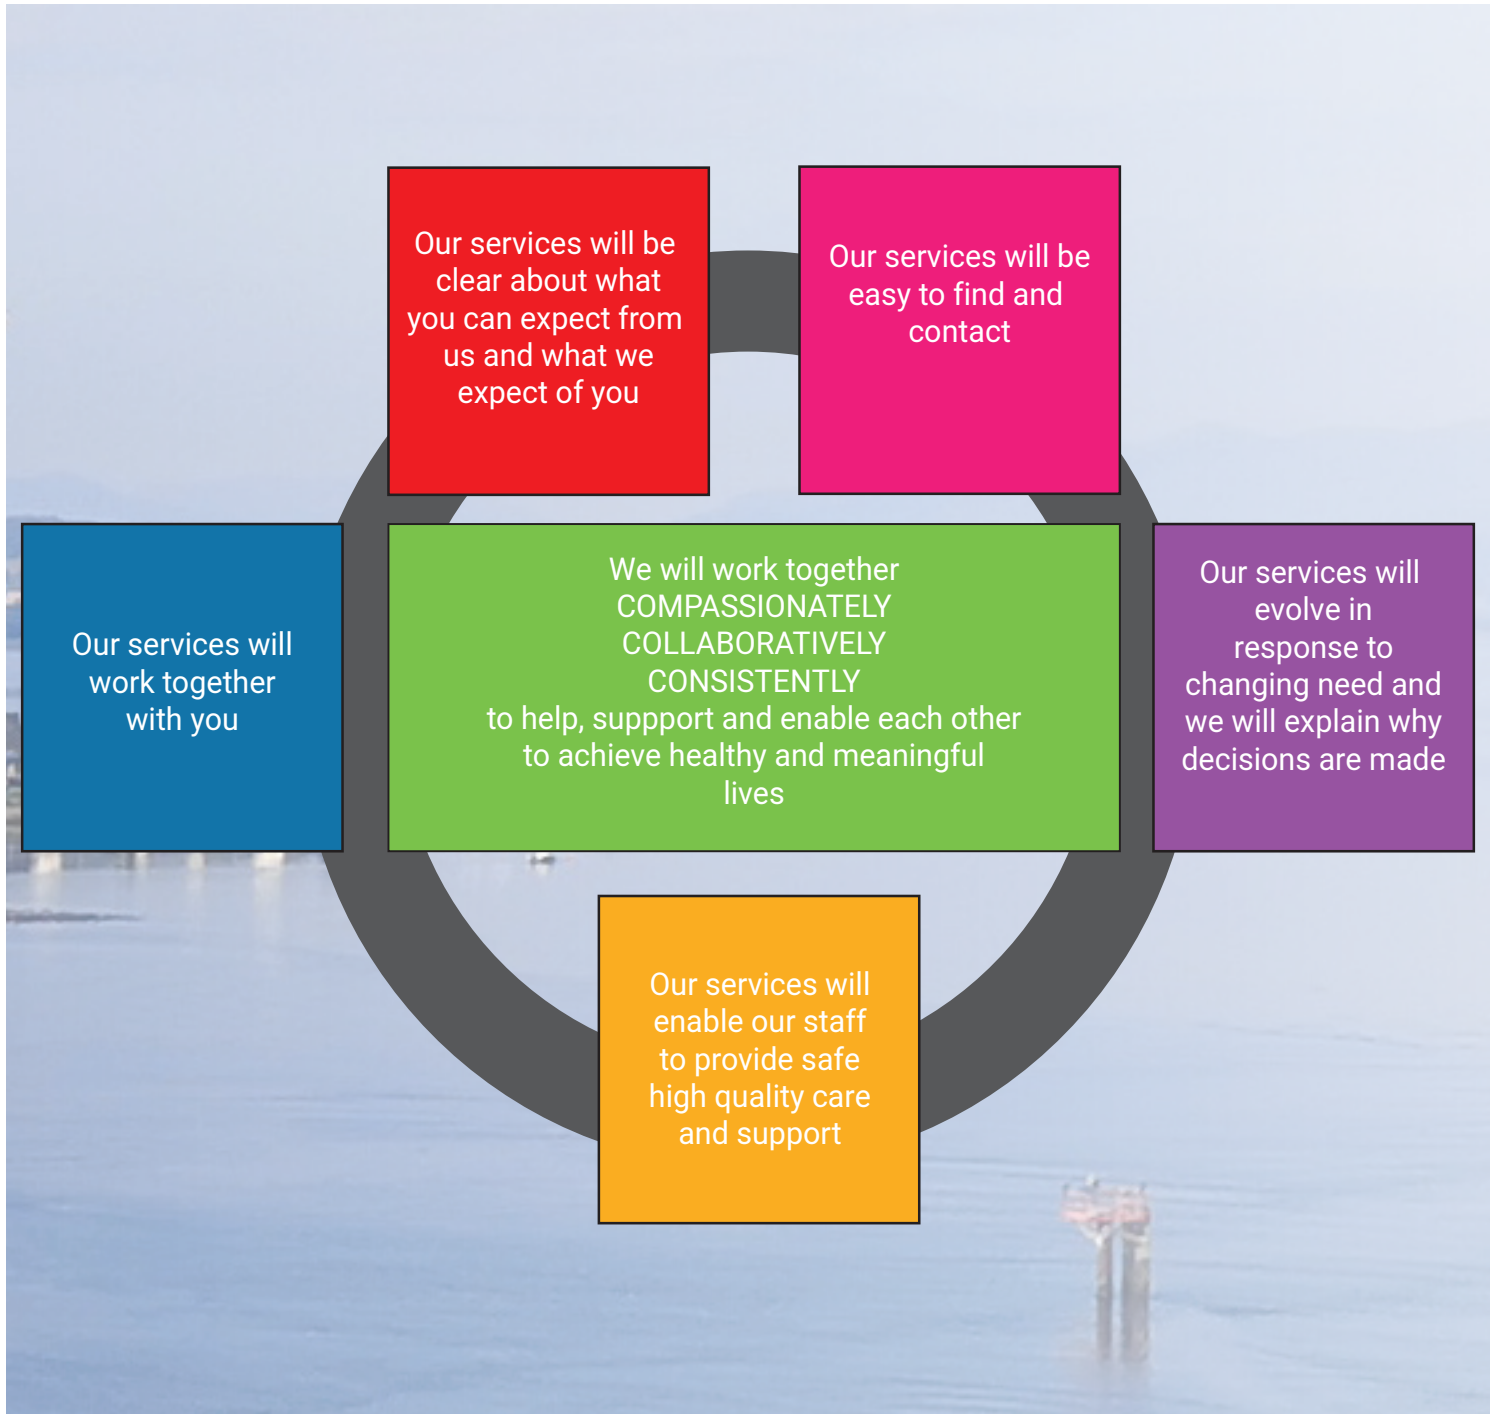 Our services will be
clear about what
you can expect from
us and what we
expect of you
Our services will be
easy to find and
contact
Our services will
work together
with you
We will work together
COMPASSIONATELY
COLLABORATIVELY
CONSISTENTLY
to help, suppport and enable each other
to achieve healthy and meaningful
lives
Our services will
evolve in
response to
changing need and
we will explain why
decisions are made
Our services will
enable our staff
to provide safe
high quality care
and support